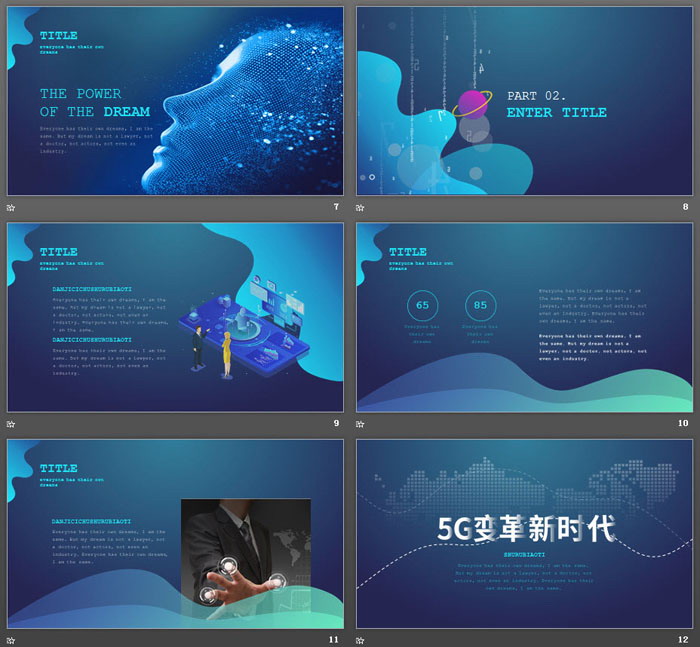 TITLE
everyone has their own
dreams
THE POWER
OF THE DREAM
Everyone has their own dreams, I am the
same. But my dream is not a lawyer, not
a doctor, not actors, not even an
industry.
7
PART 02.
ENTER TITLE
8
TITLE
everyone has their own
dreams
DANJICICHUSHURUBIAOTI
Everyone has their own dreams, I am the
same. But my dream is not a lawyer, not
a doctor, not actors, not even an
industry. Everyone has their own dreams,
I am the same.
DANJICICHUSHURUBIAOTI
Everyone has their own dreams, I am the
same. But my dream is not a lawyer, not
a doctor, not actors, not even an
industry.
9
TITLE
everyone has their own
dreams
65
Everyone has
their own
dreams
85
Everyone has
their own
dreams
Everyone has their own dreams, I am
the same. But my dream is not a
lawyer, not a doctor, not actors, not
even an industry. Everyone has their
own dreams, I am the same.
Everyone has their own dreams, I am
the same. But my dream is not a
lawyer, not a doctor, not actors, not
even an industry.
10
TITLE
everyone has their own
dreams
DANJICICHUSHURUBIAOTI
Everyone has their own dreams, I am the
same. But my dream is not a lawyer, not
a doctor, not actors, not even an
industry. Everyone has their own dreams,
I am the same.
11
5G变革新时代
SHURUBIAOTI
Everyone has their own dreams, I am the same.
But my dream is not a lawyer, not a doctor, not
actors, not even an industry. Everyone has their
own dreams, I am the same.
12